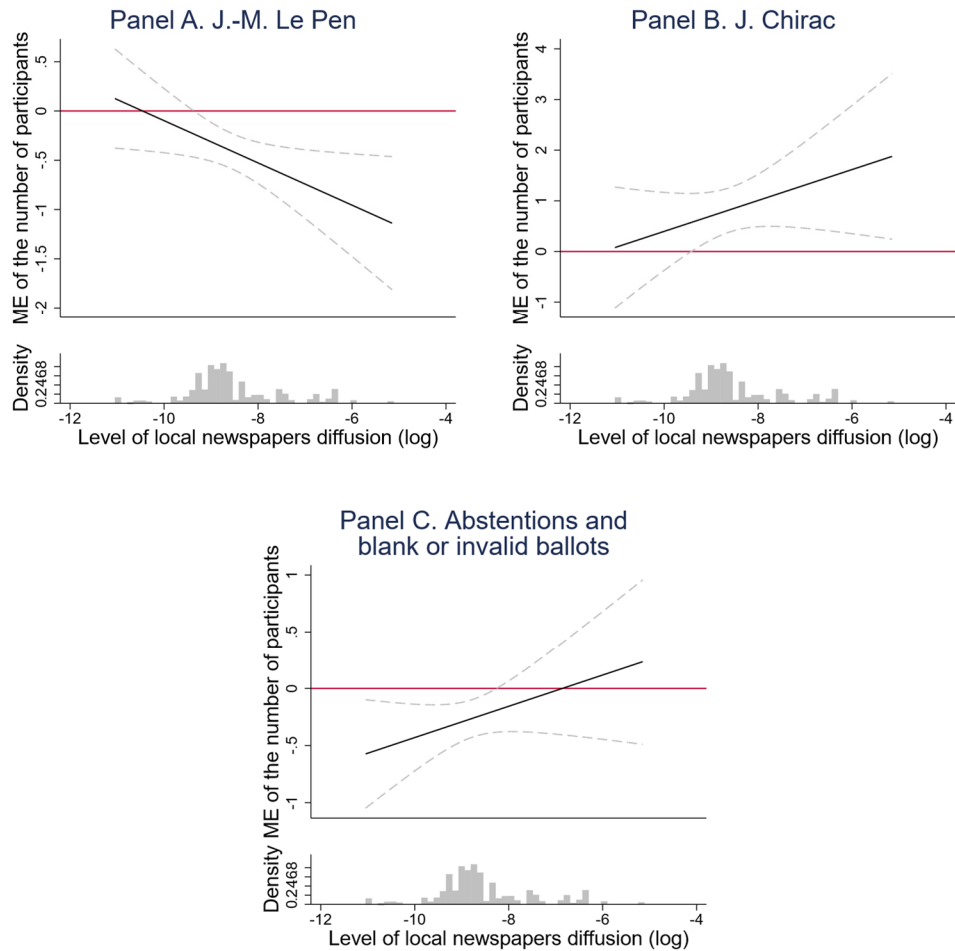 Panel A. J.-M. Le Pen
ME of the number of participants
.5
0
-.5
-1
-1.5
-2
Density
0.2468
-12
-10
-8
-6
-4
Level of local newspapers diffusion (log)
Panel B. J. Chirac
ME of the number of participants
4
3
2
1
0
-1
Density
0.2468
-12
-10
-8
-6
-4
Level of local newspapers diffusion (log)
Panel C. Abstentions and
blank or invalid ballots
ME of the number of participants
1
.5
0
-.5
-1
Density
0.2468
-12
-10
-8
-6
-4
Level of local newspapers diffusion (log)